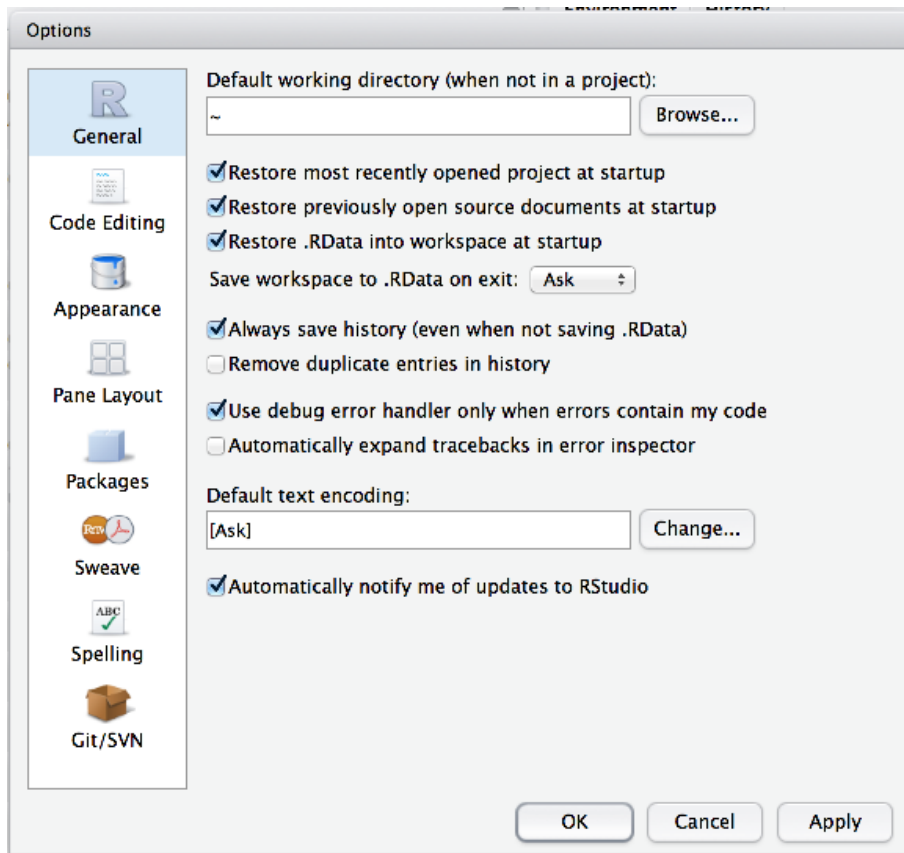 Environment History
Options
General
Code Editing
Appearance
Pane Layout
Packages
Sweave
Spelling
Git/SVN
Default working directory (when not in a project):
~
Browse...
Restore most recently opened project at startup
Restore previously open source documents at startup
Restore .RData into workspace at startup
Save workspace to .RData on exit: Ask
Always save history (even when not saving .RData)
Remove duplicate entries in history
Use debug error handler only when errors contain my code
Automatically expand tracebacks in error inspector
Default text encoding:
[Ask]
Change...
Automatically notify me of updates to RStudio
OK
Cancel
Apply